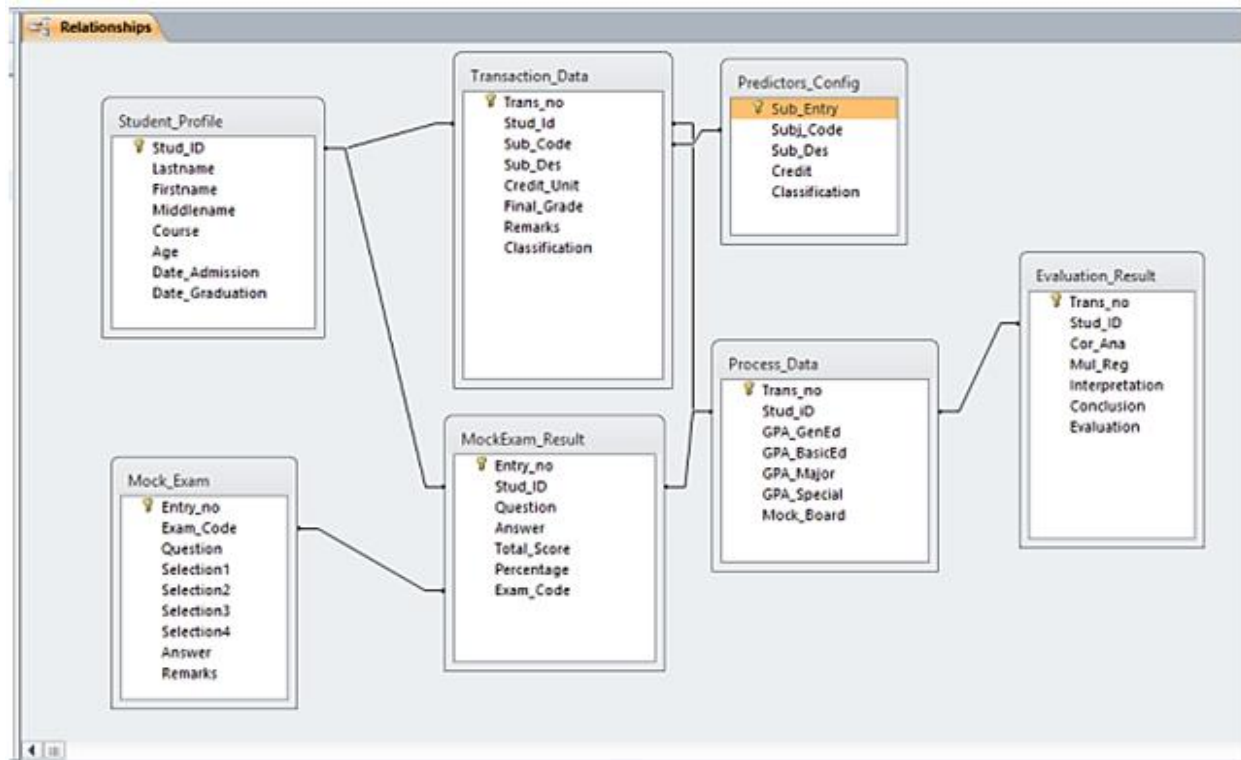 Relationships
Student_Profile
Stud_ID
Lastname
Firstname
Middlename
Course
Age
Date_Admission
Date_Graduation
Transaction_Data
Trans_no
Stud_Id
Sub_Code
Sub_Des
Credit_Unit
Final_Grade
Remarks
Classification
Predictors_Config
Sub_Entry
Subj_Code
Sub_Des
Credit
Classification
Evaluation_Result
Trans_no
Stud_ID
Cor_Ana
Mul_Reg
Interpretation
Conclusion
Evaluation
Process_Data
Trans_no
Stud_iD
GPA_GenEd
GPA_BasicEd
GPA_Major
GPA_Special
Mock_Board
MockExam_Result
Entry_no
Stud_ID
Question
Answer
Total_Score
Percentage
Exam_Code
Mock_Exam
Entry_no
Exam_Code
Question
Selection1
Selection2
Selection3
Selection4
Answer
Remarks